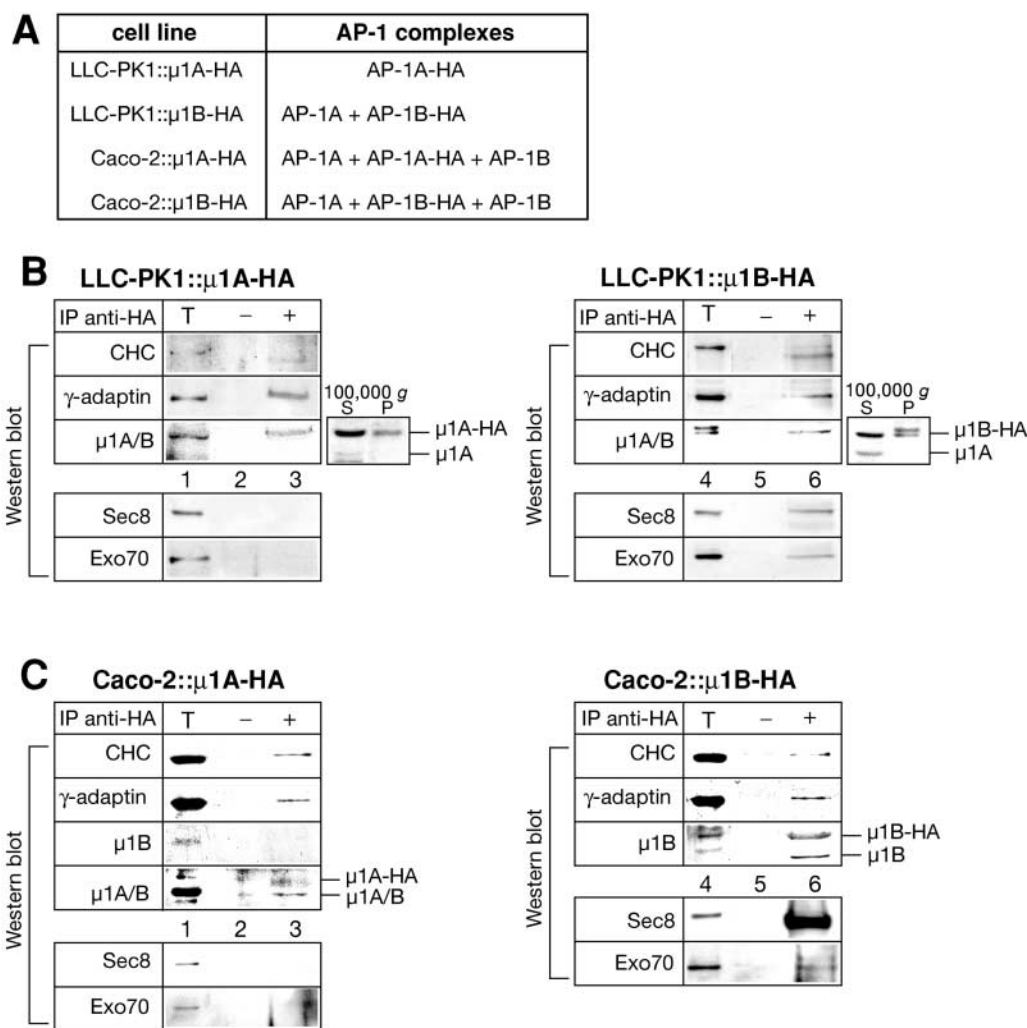 A
cell line AP-1 complexes
LLC-PK1::µ1A-HA AP-1A-HA
LLC-PK1::µ1B-HA AP-1A + AP-1B-HA
Caco-2::µ1A-HA AP-1A + AP-1A-HA + AP-1B
Caco-2::µ1B-HA AP-1A + AP-1B-HA + AP-1B
B
LLC-PK1::µ1A-HA
IP anti-HA T – +
CHC
γ-adaptin
100,000 g
S P
µ1A/B
µ1A-HA
µ1A
1 2 3
Sec8
Exo70
Western blot
LLC-PK1::µ1B-HA
IP anti-HA T – +
CHC
γ-adaptin
100,000 g
S P
µ1A/B
µ1B-HA
µ1A
4 5 6
Sec8
Exo70
Western blot
C
Caco-2::µ1A-HA
IP anti-HA T – +
CHC
γ-adaptin
µ1B
µ1A/B
µ1A-HA
µ1A/B
1 2 3
Sec8
Exo70
Western blot
Caco-2::µ1B-HA
IP anti-HA T – +
CHC
γ-adaptin
µ1B
µ1B-HA
µ1B
4 5 6
Sec8
Exo70
Western blot